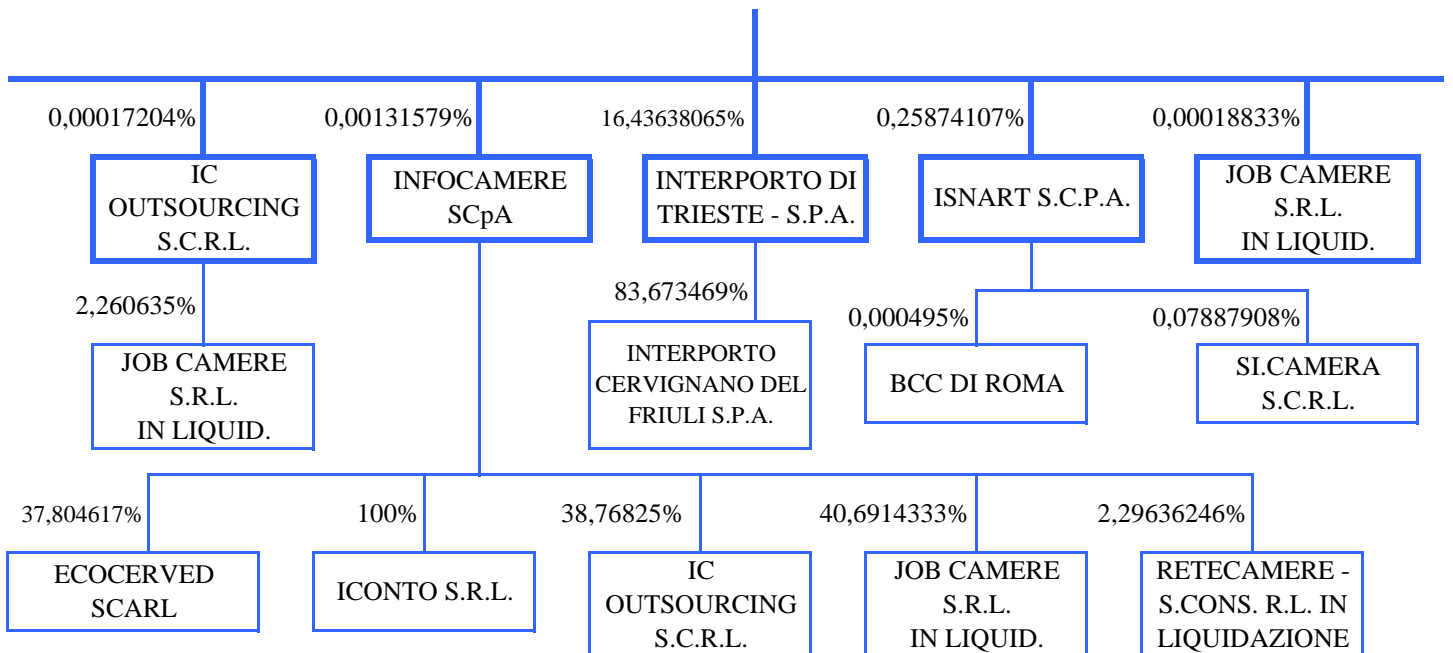 0,00017204%
0,00131579%
16,43638065%
0,25874107%
0,00018833%
IC
OUTSOURCING
S.C.R.L.
INFOCAMERE
SCpA
INTERPORTO DI
TRIESTE - S.P.A.
ISNART S.C.P.A.
JOB CAMERE
S.R.L.
IN LIQUID.
2,260635%
83,673469%
0,000495%
0,07887908%
JOB CAMERE
S.R.L.
IN LIQUID.
INTERPORTO
CERVIGNANO DEL
FRIULI S.P.A.
BCC DI ROMA
SI.CAMERA
S.C.R.L.
37,804617%
100%
38,76825%
40,6914333%
2,29636246%
ECOCERVED
SCARL
ICONTO S.R.L.
IC
OUTSOURCING
S.C.R.L.
JOB CAMERE
S.R.L.
IN LIQUID.
RETECAMERE -
S.CONS. R.L. IN
LIQUIDAZIONE